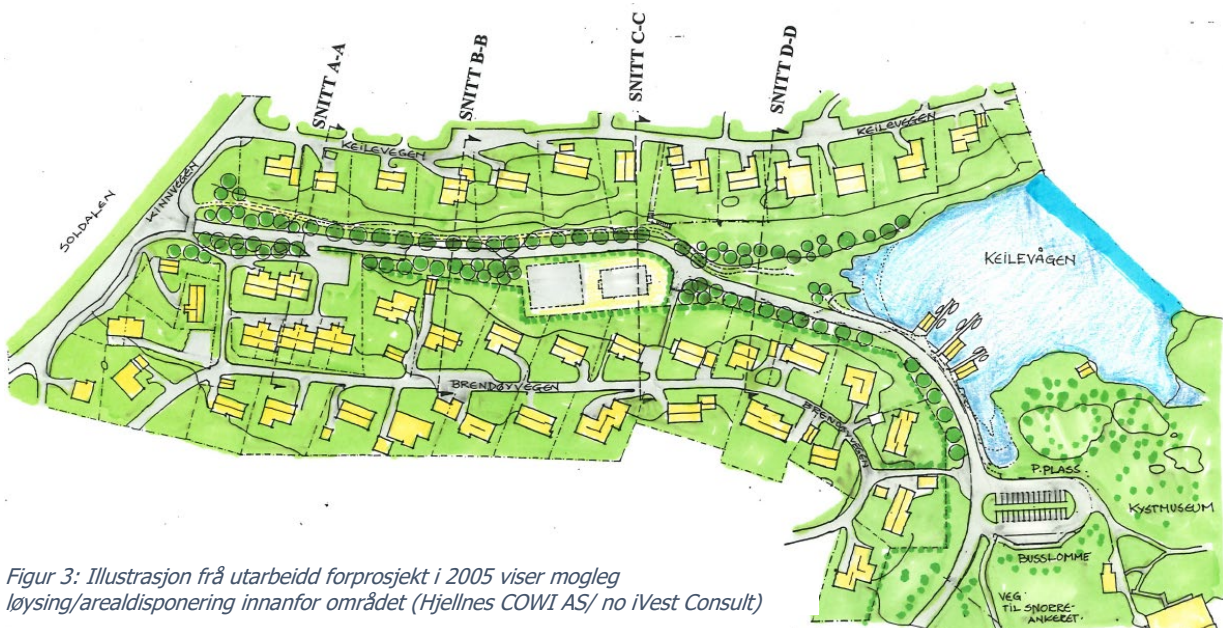 SNITT A-A
SNITT B-B
SNITT C-C
SNITT D-D
KEILEVEGEN
KEILEVEGEN
KINNVEGEN
SOLDALEN
KEILEVÅGEN
BRENDØYVEGEN
BRENDØYVEGEN
P.PLASS.
KYSTMUSEUM
BUSSLOMME
VEG
TIL SNORRE-
ANKERET.
Figur 3: Illustrasjon frå utarbeidd forprosjekt i 2005 viser mogleg
løysing/arealdisponering innanfor området (Hjellnes COWI AS/ no iVest Consult)